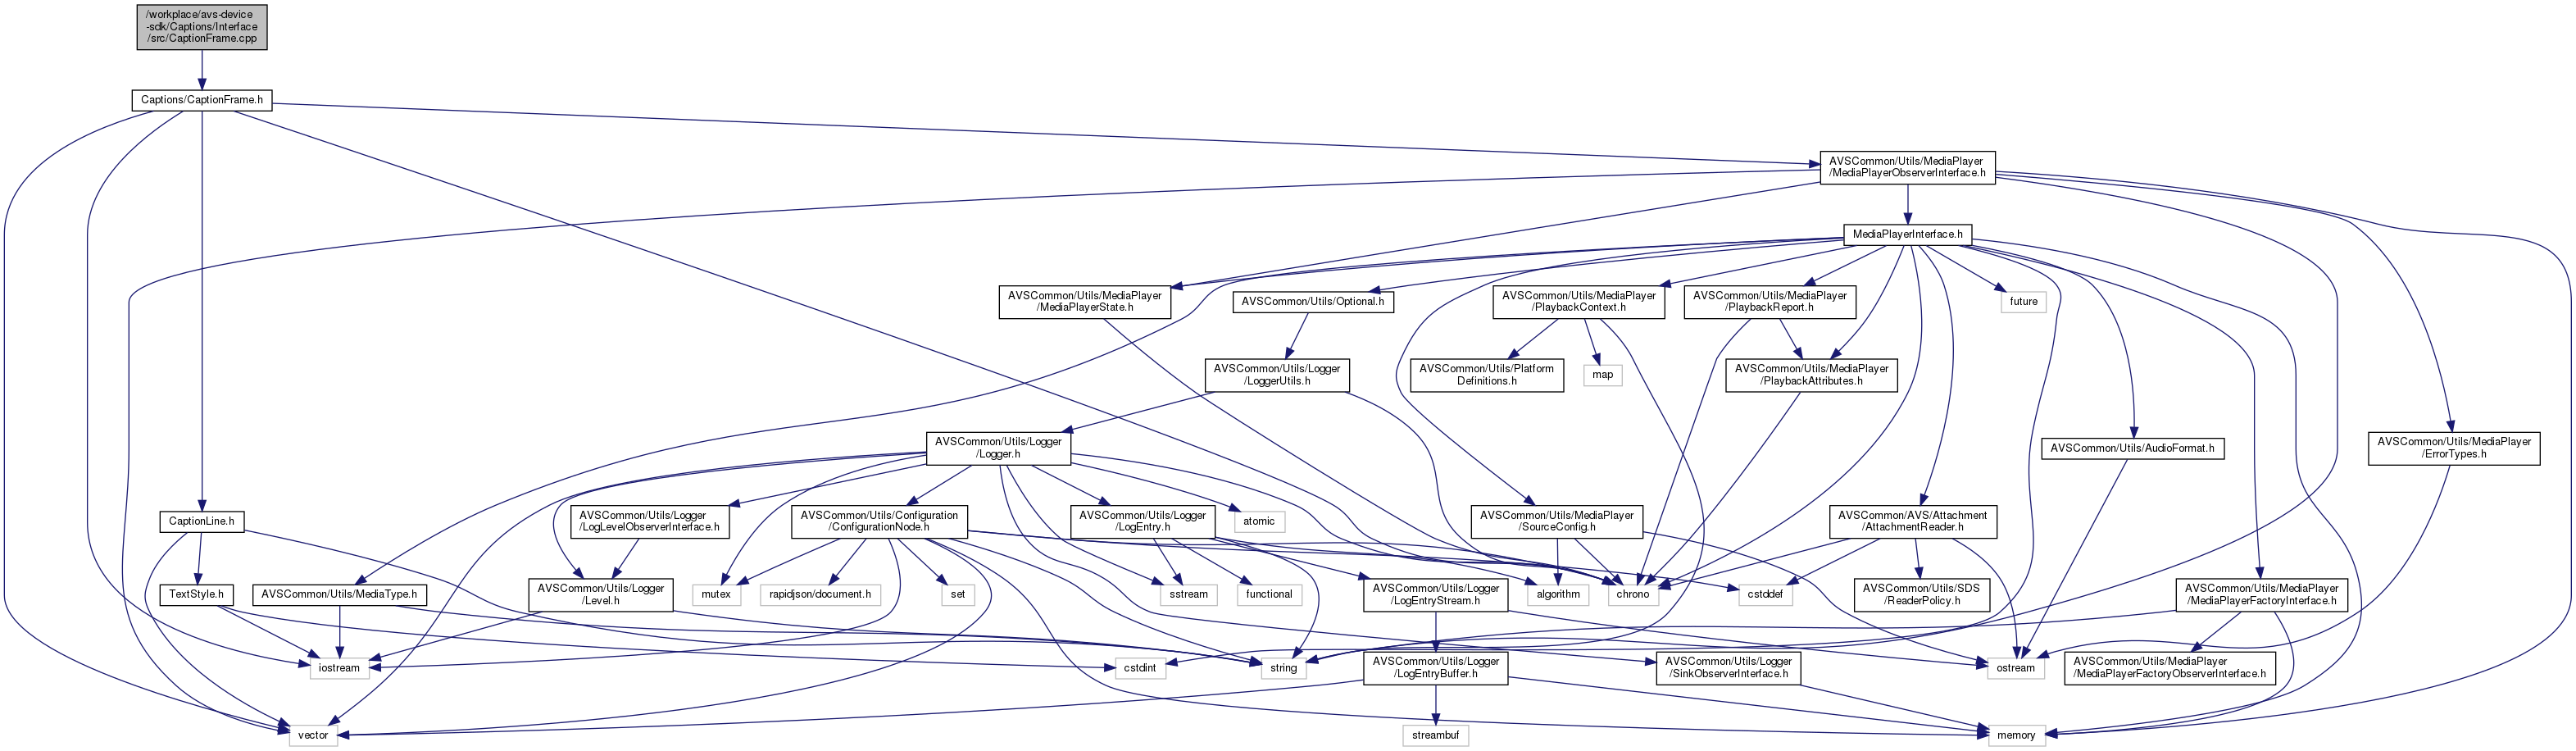 /workplace/avs-device
-sdk/Captions/Interface
/src/CaptionFrame.cpp
Captions/CaptionFrame.h
AVSCommon/Utils/MediaPlayer
/MediaPlayerObserverInterface.h
MediaPlayerInterface.h
AVSCommon/Utils/MediaPlayer
/MediaPlayerState.h
AVSCommon/Utils/Optional.h
AVSCommon/Utils/MediaPlayer
/PlaybackContext.h
AVSCommon/Utils/MediaPlayer
/PlaybackReport.h
future
AVSCommon/Utils/Logger
/LoggerUtils.h
AVSCommon/Utils/Platform
Definitions.h
map
AVSCommon/Utils/MediaPlayer
/PlaybackAttributes.h
AVSCommon/Utils/Logger
/Logger.h
AVSCommon/Utils/AudioFormat.h
AVSCommon/Utils/MediaPlayer
/ErrorTypes.h
CaptionLine.h
AVSCommon/Utils/Logger
/LogLevelObserverInterface.h
AVSCommon/Utils/Configuration
/ConfigurationNode.h
AVSCommon/Utils/Logger
/LogEntry.h
atomic
AVSCommon/Utils/MediaPlayer
/SourceConfig.h
AVSCommon/AVS/Attachment
/AttachmentReader.h
TextStyle.h
AVSCommon/Utils/MediaType.h
AVSCommon/Utils/Logger
/Level.h
mutex
rapidjson/document.h
set
sstream
functional
AVSCommon/Utils/Logger
/LogEntryStream.h
algorithm
chrono
cstddef
AVSCommon/Utils/SDS
/ReaderPolicy.h
AVSCommon/Utils/MediaPlayer
/MediaPlayerFactoryInterface.h
iostream
string
cstdint
AVSCommon/Utils/Logger
/LogEntryBuffer.h
AVSCommon/Utils/Logger
/SinkObserverInterface.h
ostream
AVSCommon/Utils/MediaPlayer
/MediaPlayerFactoryObserverInterface.h
vector
streambuf
memory